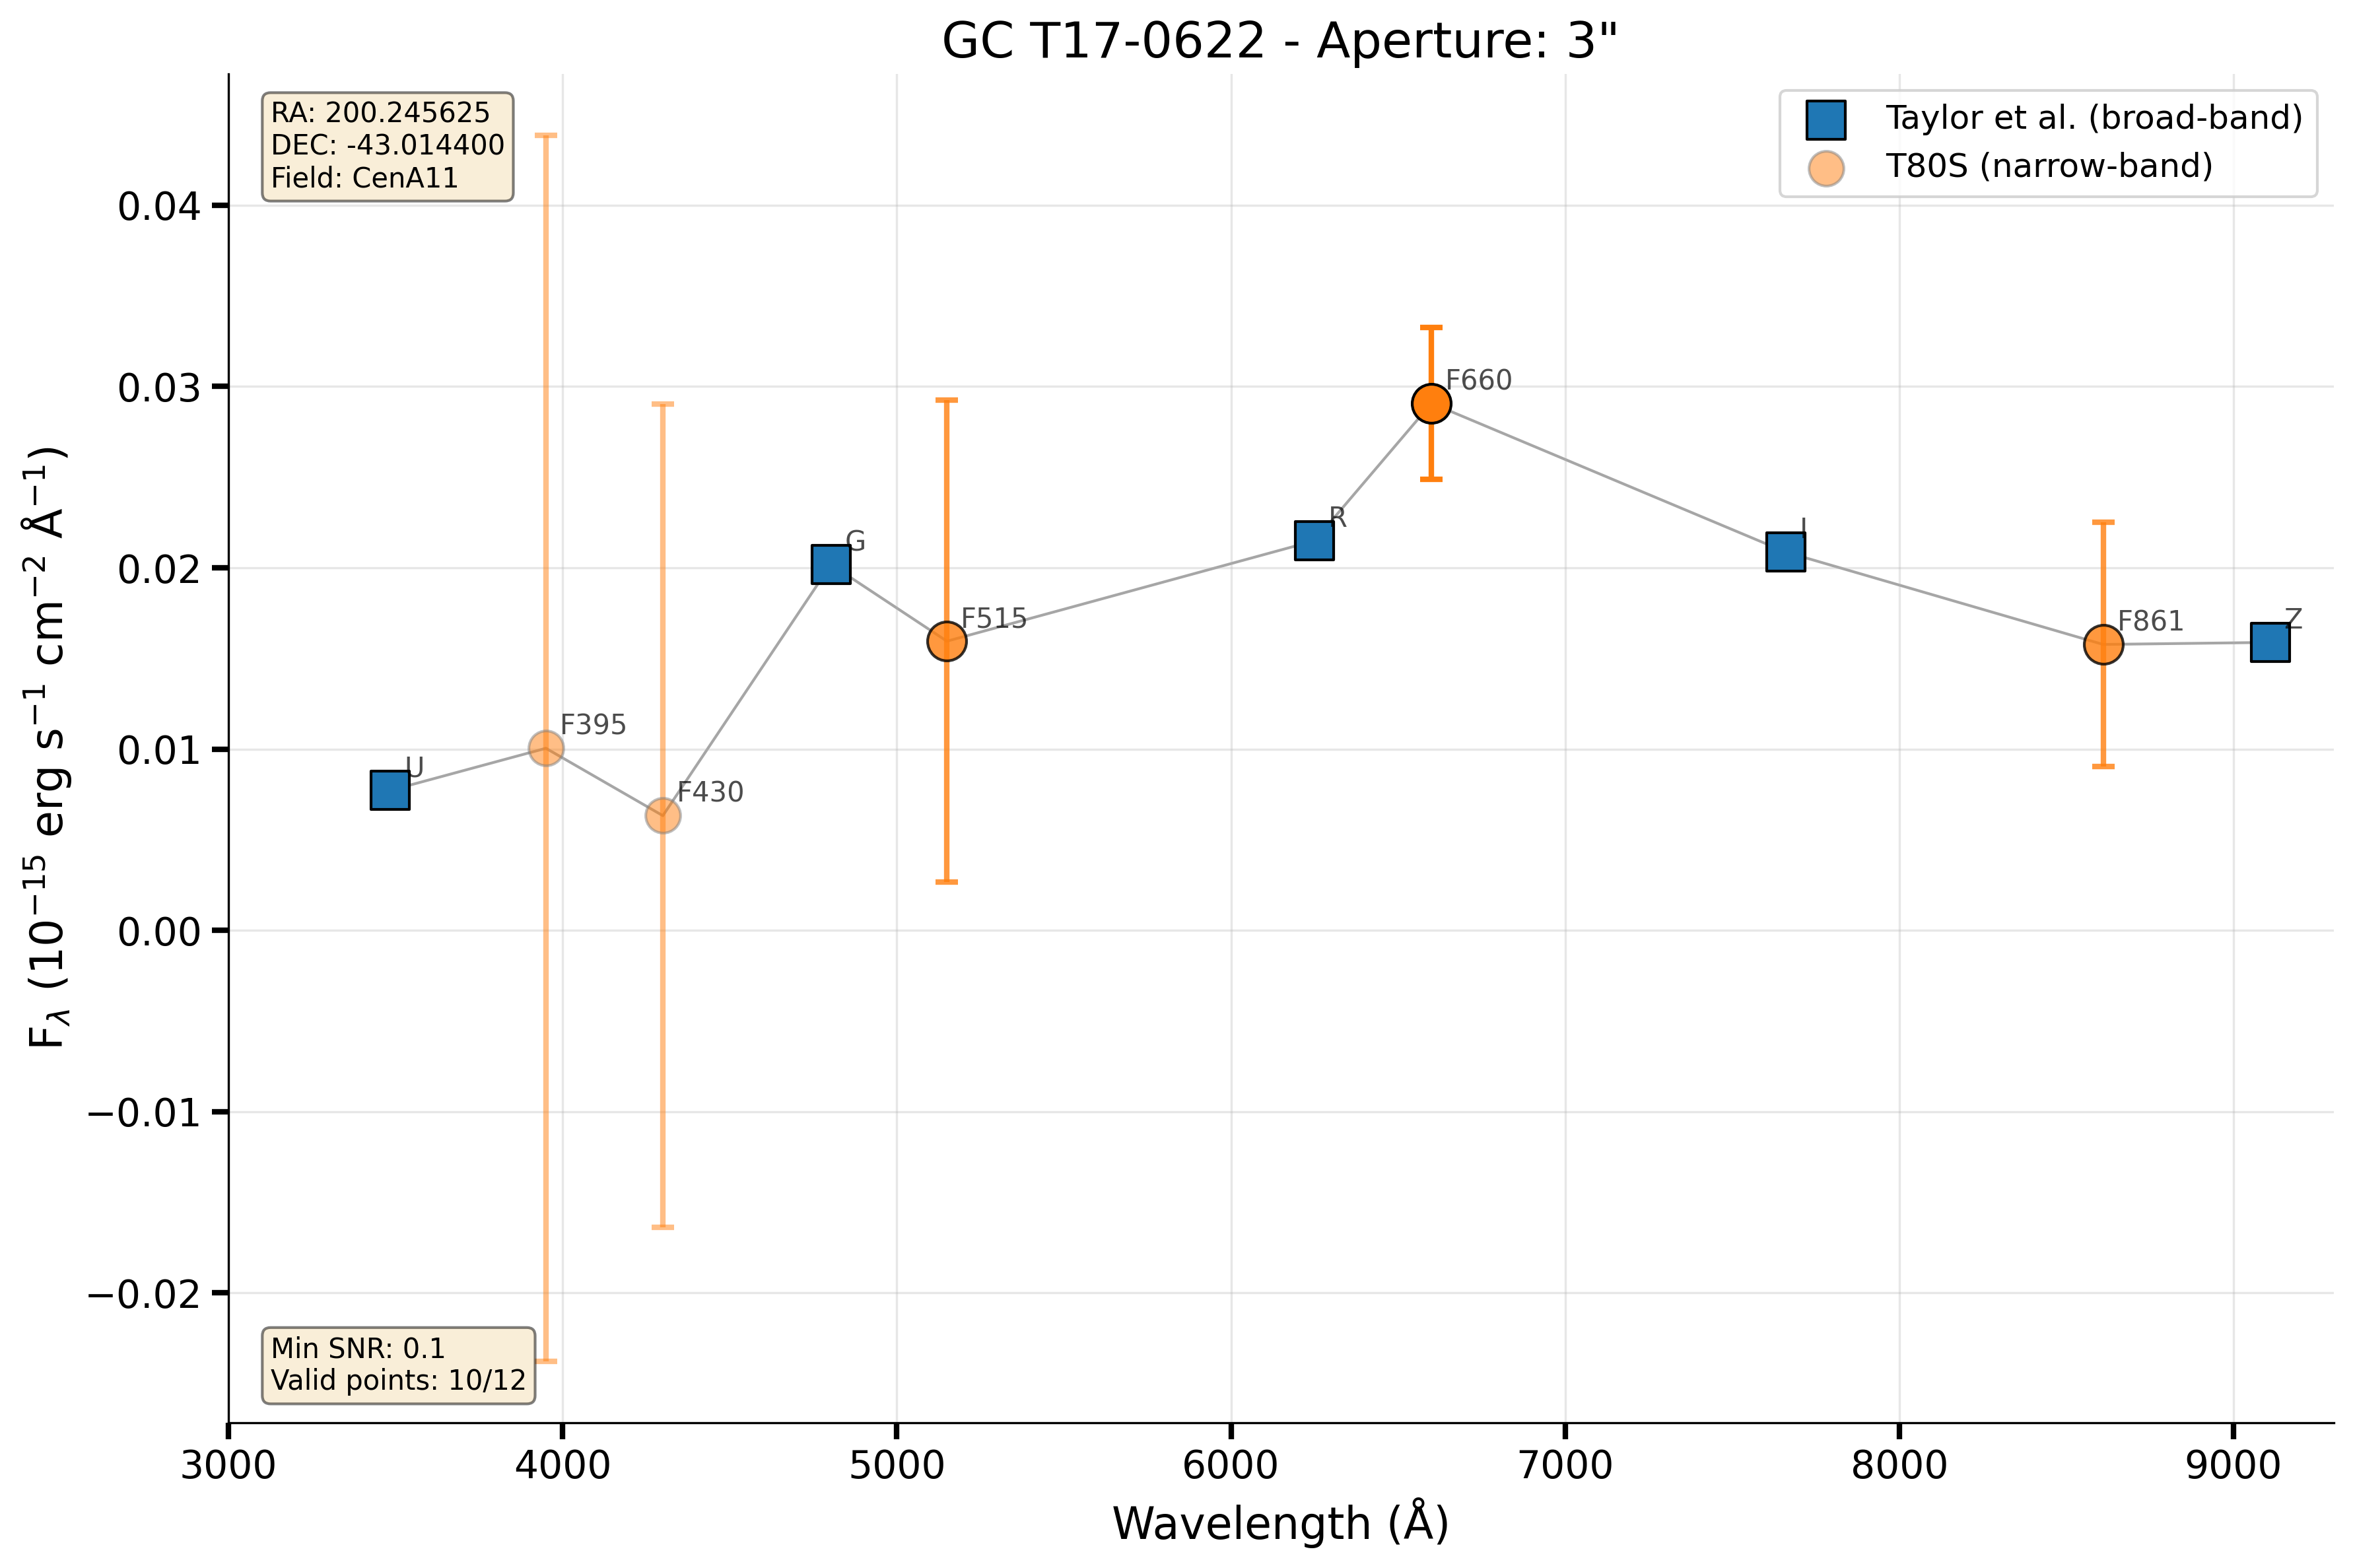 GC T17-0622 - Aperture: 3"
RA: 200.245625
DEC: -43.014400
Field: CenA11
Taylor et al. (broad-band)
T80S (narrow-band)
0.04
0.03
0.02
0.01
0.00
−0.01
−0.02
F_λ (10⁻¹⁵ erg s⁻¹ cm⁻² Å⁻¹)
U
F395
F430
G
F515
R
F660
I
F861
Z
Min SNR: 0.1
Valid points: 10/12
3000 4000 5000 6000 7000 8000 9000
Wavelength (Å)